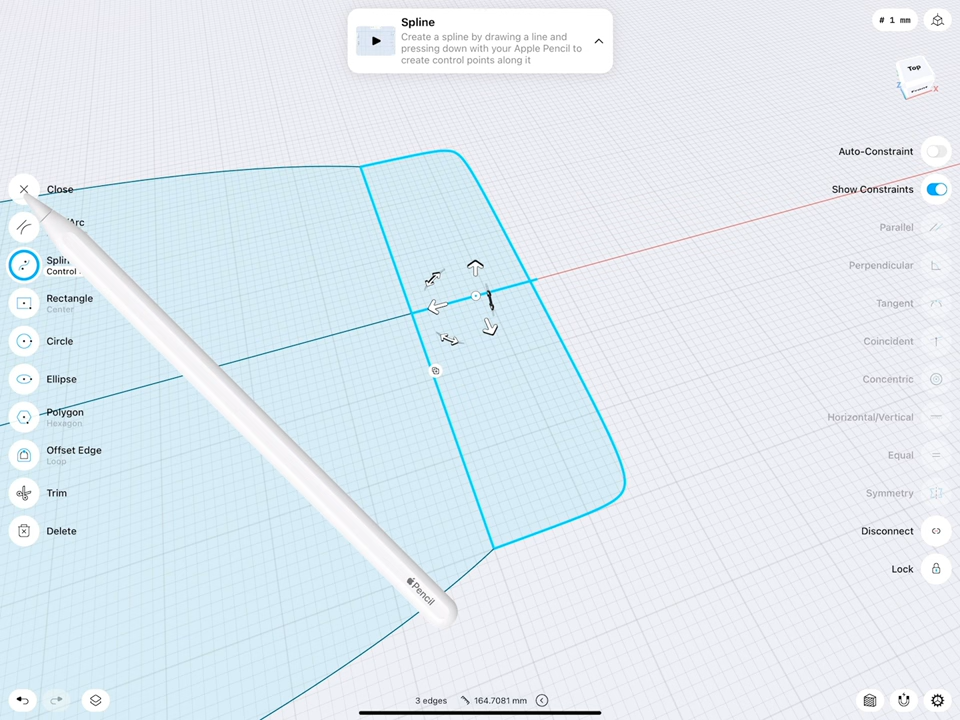 Spline
Create a spline by drawing a line and
pressing down with your Apple Pencil to
create control points along it
# 1 mm
Top
X
Z
Auto-Constraint
Close
Show Constraints
Parallel
Control
Perpendicular
Rectangle
Center
Tangent
Circle
Coincident
Ellipse
Concentric
Polygon
Hexagon
Horizontal/Vertical
Offset Edge
Loop
Equal
Trim
Symmetry
Delete
Disconnect
Lock
Pencil
3 edges
164.7081 mm